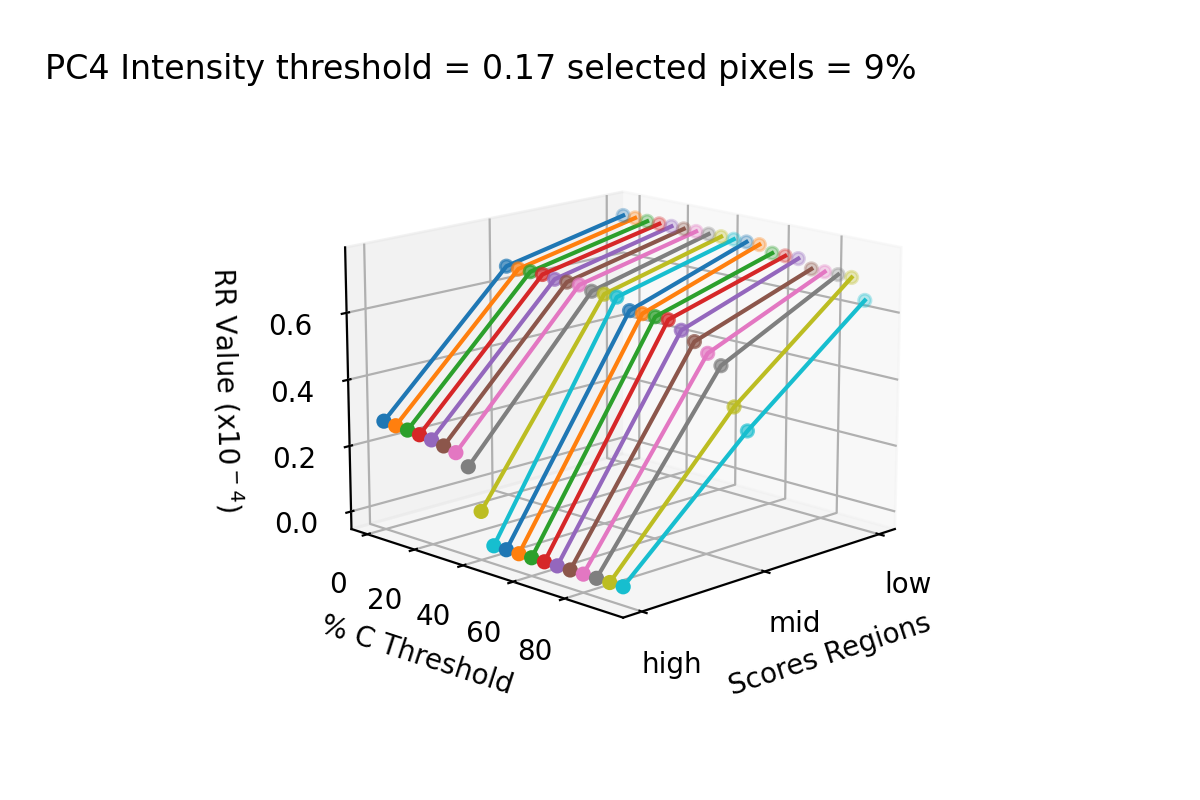 PC4 Intensity threshold = 0.17 selected pixels = 9%
RR Value (x10⁻⁴)
0.6
0.4
0.2
0.0
0
20
40
60
80
% C Threshold
high
mid
low
Scores Regions